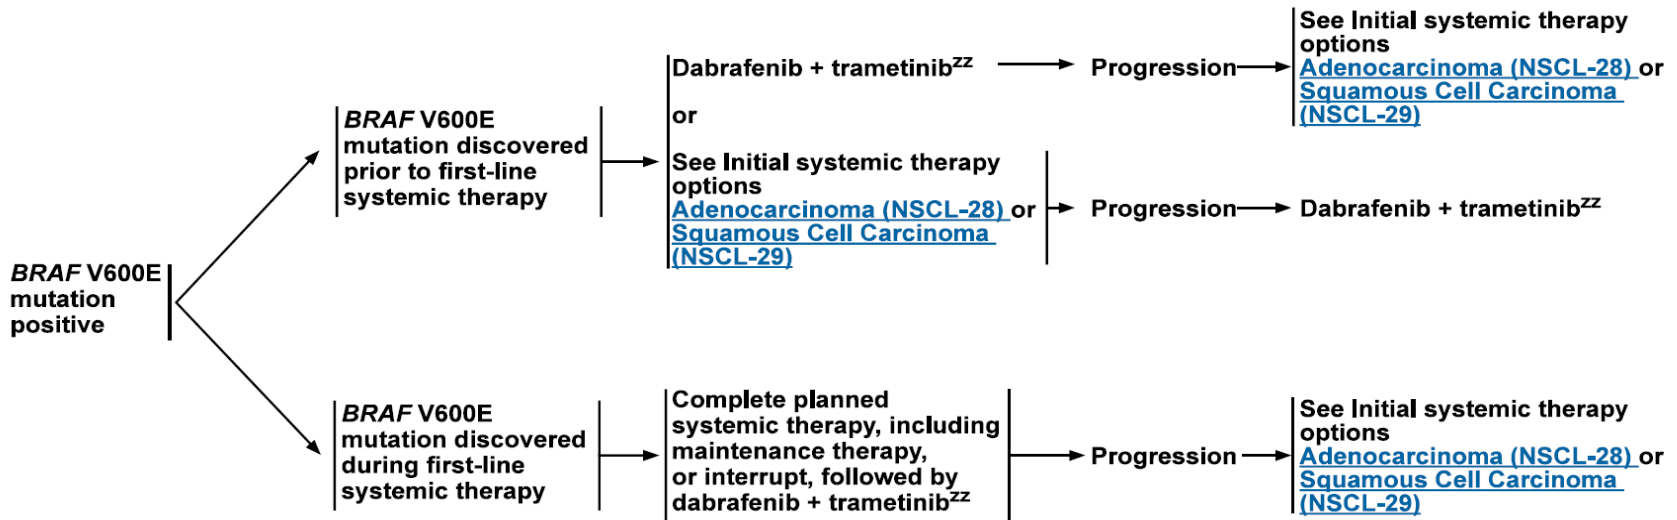 BRAF V600E
mutation
positive
BRAF V600E
mutation discovered
prior to first-line
systemic therapy
Dabrafenib + trametinibzz
or
See Initial systemic therapy
options
Adenocarcinoma (NSCL-28) or
Squamous Cell Carcinoma
(NSCL-29)
Progression
See Initial systemic therapy
options
Adenocarcinoma (NSCL-28) or
Squamous Cell Carcinoma
(NSCL-29)
Progression
Dabrafenib + trametinibzz
BRAF V600E
mutation discovered
during first-line
systemic therapy
Complete planned
systemic therapy, including
maintenance therapy,
or interrupt, followed by
dabrafenib + trametinibzz
Progression
See Initial systemic therapy
options
Adenocarcinoma (NSCL-28) or
Squamous Cell Carcinoma
(NSCL-29)